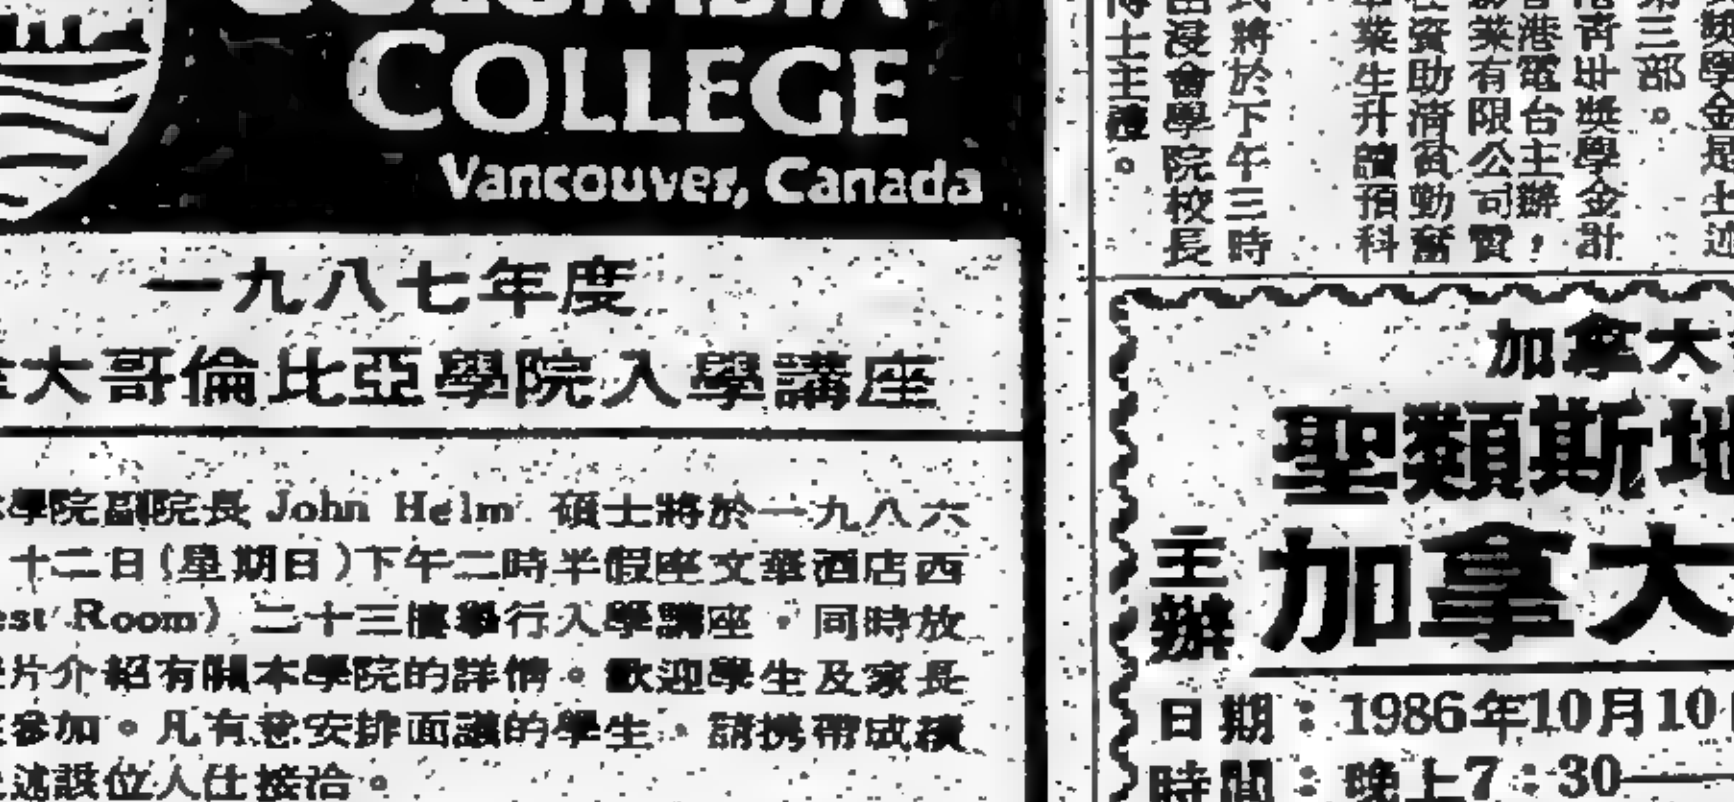 COLUMBIA
COLLEGE
Vancouver, Canada
一九八七年度
大哥倫比亞學院入學講座
學院副院長 John Helm 碩士將於一九八六
十二日(星期日)下午二時半假座文華酒店西
Room) 二十三樓舉行入學講座,同時放
片介紹有關本學院的詳情。歡迎學生及家長
參加。凡有意安排面議的學生,請携帶成績
述該位人仕接洽。
將於下午三時
浸會學院校長
士主禮。
第三部。
港青年獎學金計
香港電台主辦,
影業有限公司贊
資助清貧勤奮
畢業生升讀預科
加拿大
聖類斯地
主辦
加拿大
日期:1986年10月10
時間:晚上7:30—